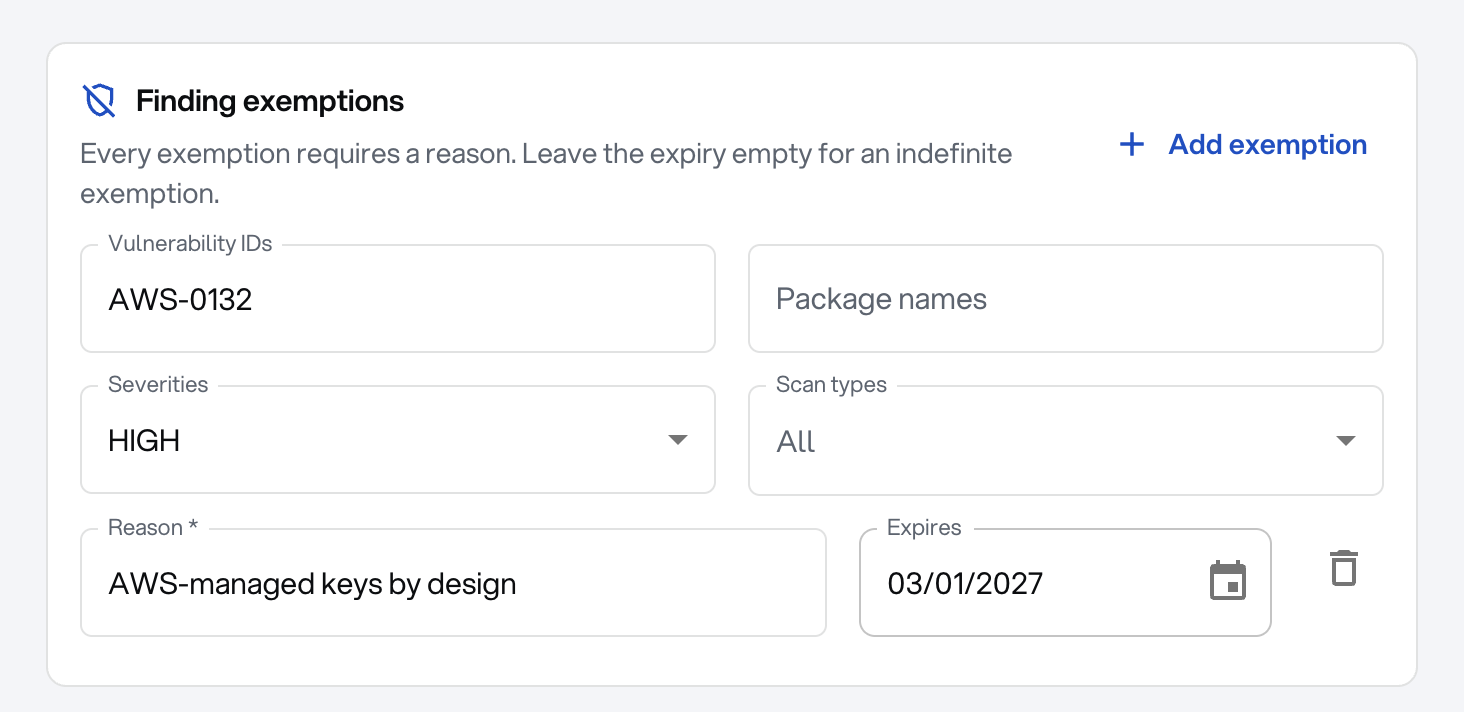 Finding exemptions
Every exemption requires a reason. Leave the expiry empty for an indefinite
exemption.
Add exemption
Vulnerability IDs
AWS-0132
Package names
Severities
HIGH
Scan types
All
Reason *
AWS-managed keys by design
Expires
03/01/2027